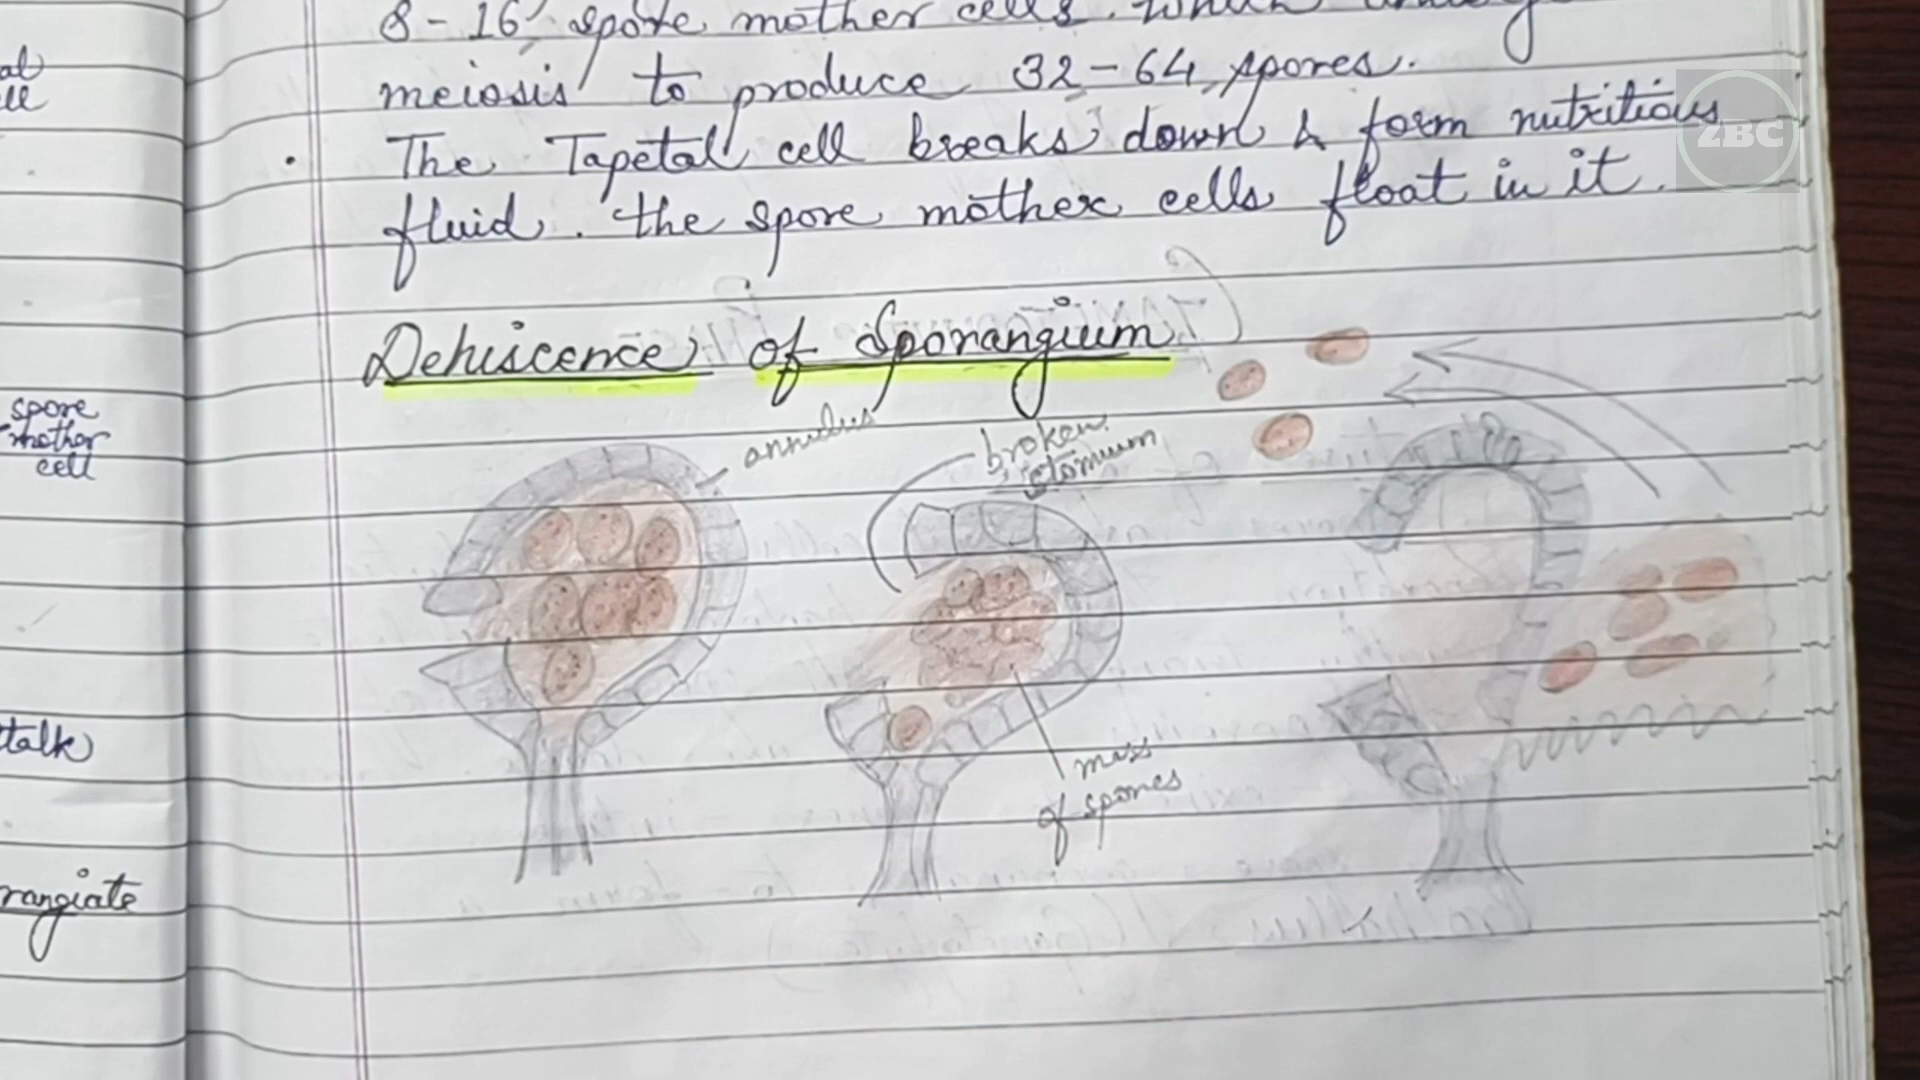 al
ell
spore
mother
cell
talk
rangiate
8-16 spore mother cells. which
meiosis to produce 32-64 spores.
. The Tapetal cell breaks down & form nutritious
fluid. the spore mother cells float in it.
Dehiscence of Sporangium
annulus
broken
stomium
mass
of spores
ZBC